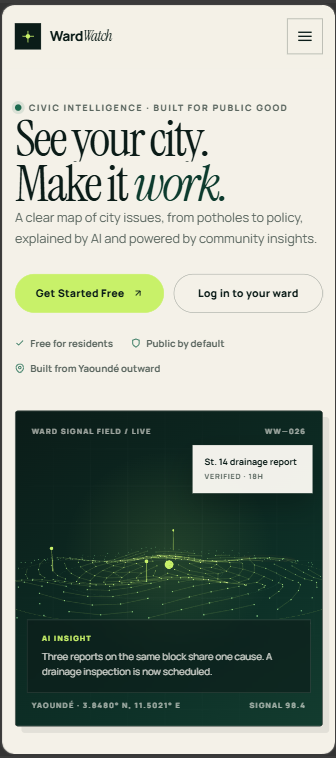 WardWatch
CIVIC INTELLIGENCE · BUILT FOR PUBLIC GOOD
See your city.
Make it work.
A clear map of city issues, from potholes to policy,
explained by AI and powered by community insights.
Get Started Free ↗
Log in to your ward
Free for residents
Public by default
Built from Yaoundé outward
WARD SIGNAL FIELD / LIVE
WW—026
St. 14 drainage report
VERIFIED · 18H
AI INSIGHT
Three reports on the same block share one cause. A
drainage inspection is now scheduled.
YAOUNDÉ · 3.8480° N, 11.5021° E
SIGNAL 98.4